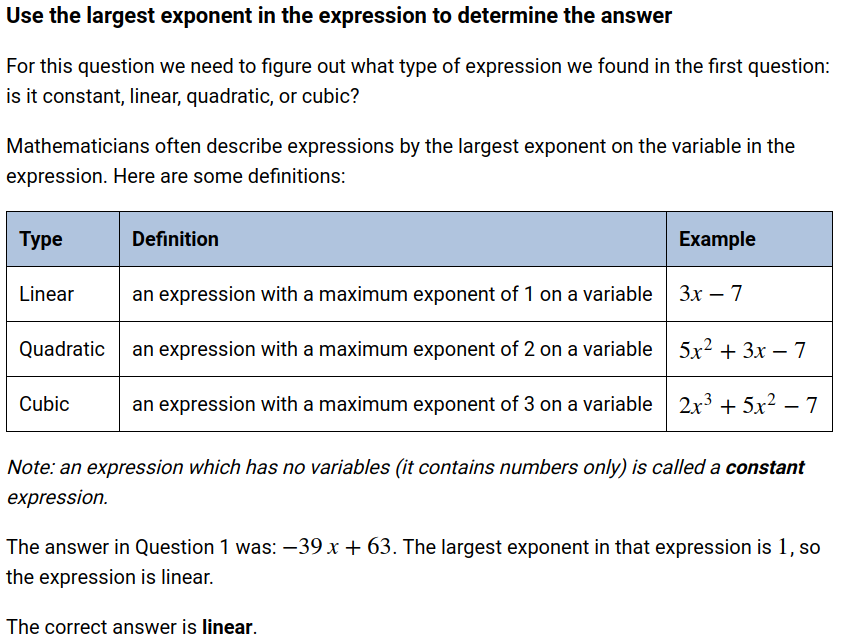 Use the largest exponent in the expression to determine the answer
For this question we need to figure out what type of expression we found in the first question:
is it constant, linear, quadratic, or cubic?
Mathematicians often describe expressions by the largest exponent on the variable in the
expression. Here are some definitions:
Type Definition Example
Linear an expression with a maximum exponent of 1 on a variable 3x − 7
Quadratic an expression with a maximum exponent of 2 on a variable 5x² + 3x − 7
Cubic an expression with a maximum exponent of 3 on a variable 2x³ + 5x² − 7
Note: an expression which has no variables (it contains numbers only) is called a constant
expression.
The answer in Question 1 was: −39 x + 63. The largest exponent in that expression is 1, so
the expression is linear.
The correct answer is linear.